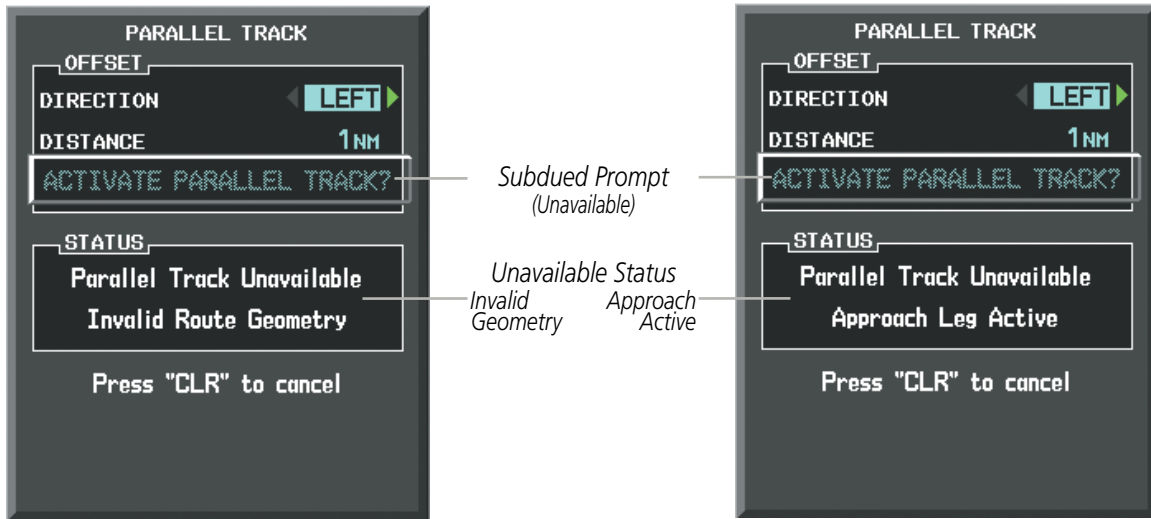 PARALLEL TRACK
OFFSET
DIRECTION LEFT
DISTANCE 1NM
ACTIVATE PARALLEL TRACK?
STATUS
Parallel Track Unavailable
Invalid Route Geometry
Press "CLR" to cancel
Subdued Prompt
(Unavailable)
Unavailable Status
Invalid
Geometry
Approach
Active
PARALLEL TRACK
OFFSET
DIRECTION LEFT
DISTANCE 1NM
ACTIVATE PARALLEL TRACK?
STATUS
Parallel Track Unavailable
Approach Leg Active
Press "CLR" to cancel